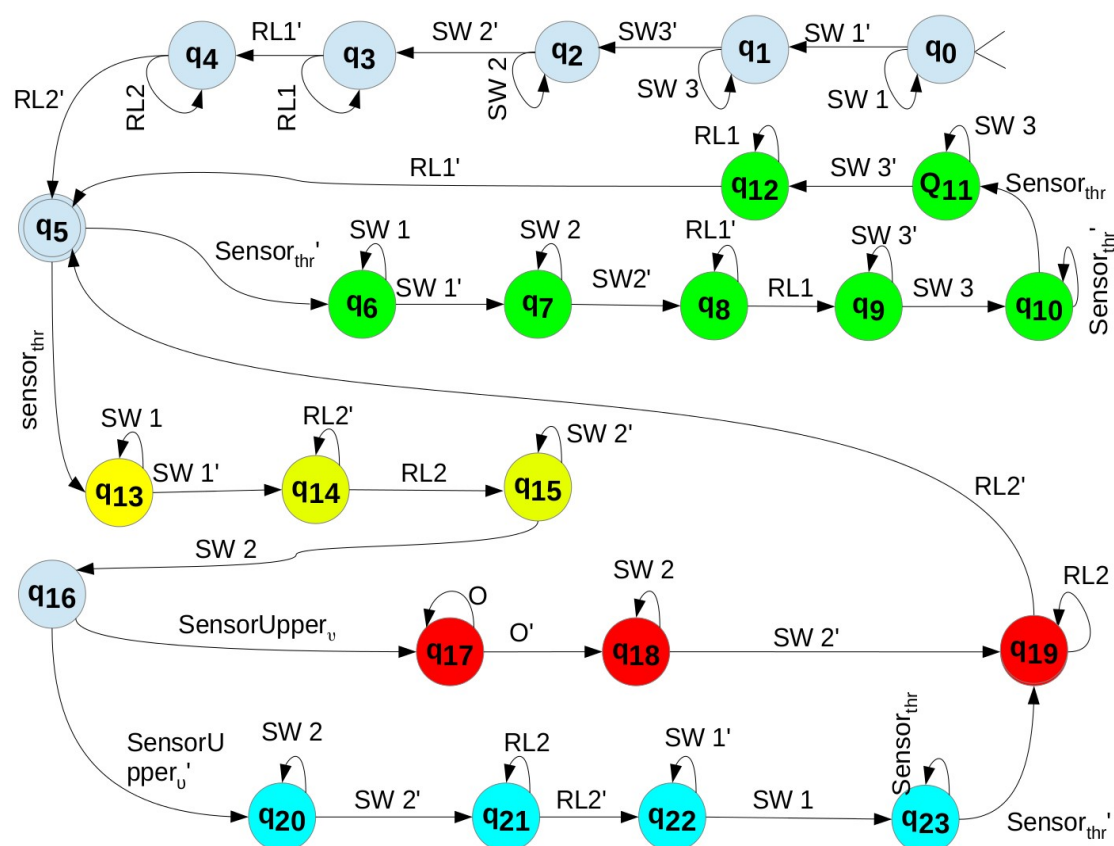 q4
RL1'
q3
SW 2'
q2
SW3'
q1
SW 1'
q0
RL2'
RL2
RL1
SW 2
SW 3
SW 1
RL1
SW 3
RL1'
q12
SW 3'
Q11
Sensorthr
q5
Sensorthr'
SW 1
q6
SW 1'
SW 2
q7
SW2'
RL1'
q8
RL1
SW 3'
q9
SW 3
q10
Sensorthr'
sensorthr
SW 1
q13
SW 1'
RL2'
q14
RL2
SW 2'
q15
RL2'
SW 2
q16
SensorUpperυ
O
q17
O'
SW 2
q18
SW 2'
RL2
q19
SensorU
pperυ'
SW 2
q20
SW 2'
RL2
q21
RL2'
SW 1'
q22
SW 1
Sensorthr
q23
Sensorthr'